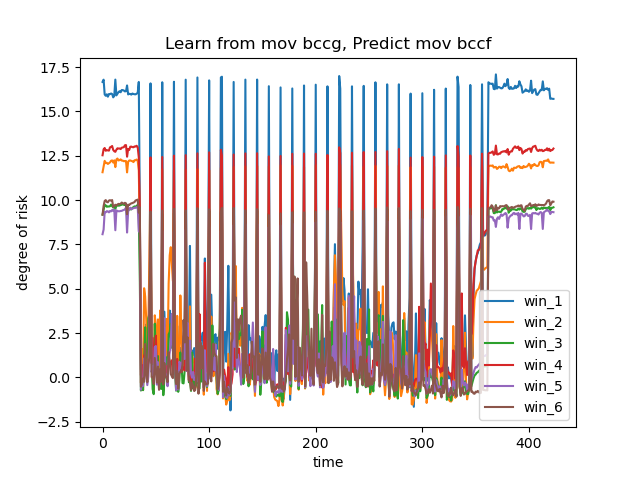 Learn from mov bccg, Predict mov bccf
degree of risk
17.5
15.0
12.5
10.0
7.5
5.0
2.5
0.0
−2.5
0
100
200
300
400
time
win_1
win_2
win_3
win_4
win_5
win_6